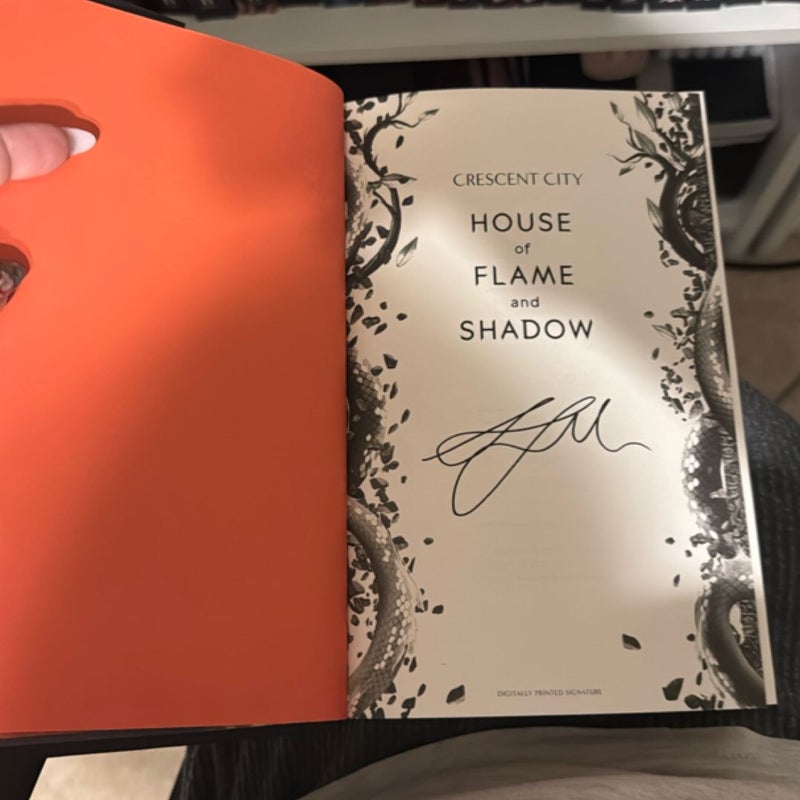 CRESCENT CITY
HOUSE
of
FLAME
and
SHADOW
DIGITALLY PRINTED SIGNATURE